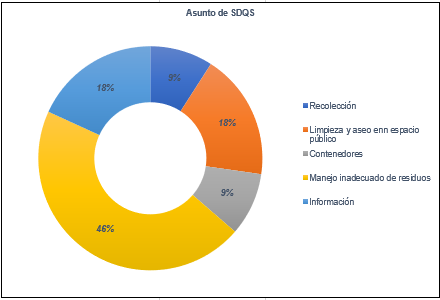 Asunto de SDQS
9%
18%
9%
46%
18%
Recolección
Limpieza y aseo enn espacio
público
Contenedores
Manejo inadecuado de residuos
Información